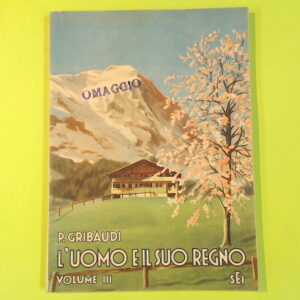 OMAGGIO
P. GRIBAUDI
L'UOMO E IL SUO REGNO
VOLUME III SEI